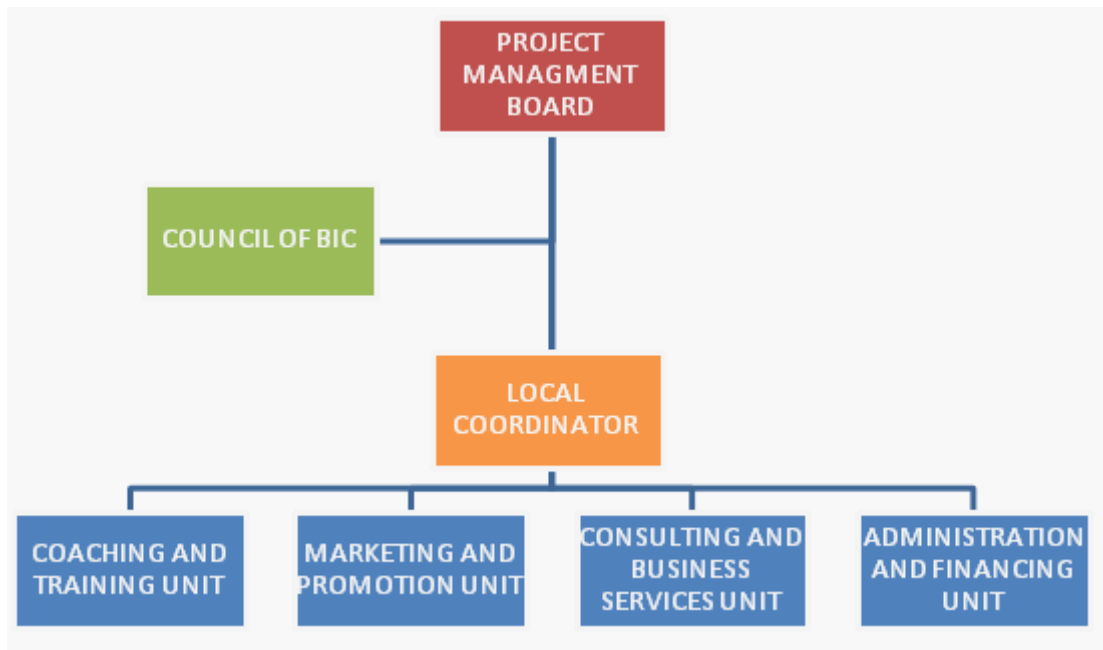 PROJECT
MANAGMENT
BOARD
COUNCIL OF BIC
LOCAL
COORDINATOR
COACHING AND
TRAINING UNIT
MARKETING AND
PROMOTION UNIT
CONSULTING AND
BUSINESS
SERVICES UNIT
ADMINISTRATION
AND FINANCING
UNIT